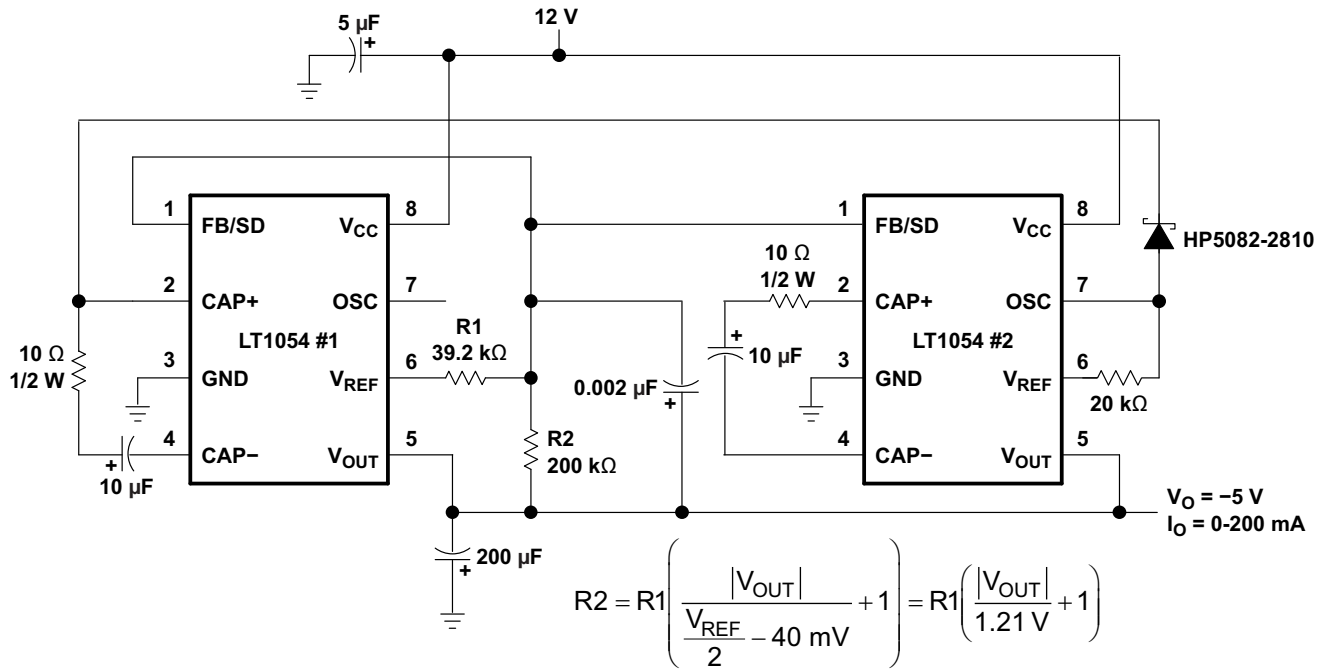 5 µF
+
12 V
1 FB/SD
VCC 8
2 CAP+
OSC 7
LT1054 #1
3 GND
VREF 6
4 CAP−
VOUT 5
10 Ω
1/2 W
+
10 µF
R1
39.2 kΩ
R2
200 kΩ
0.002 µF
+
200 µF
+
10 Ω
1/2 W
+
10 µF
1 FB/SD
VCC 8
2 CAP+
OSC 7
LT1054 #2
3 GND
VREF 6
4 CAP−
VOUT 5
HP5082-2810
20 kΩ
VO = −5 V
IO = 0-200 mA
R2 = R1(|VOUT| / (VREF/2 − 40 mV) + 1) = R1(|VOUT| / 1.21 V + 1)